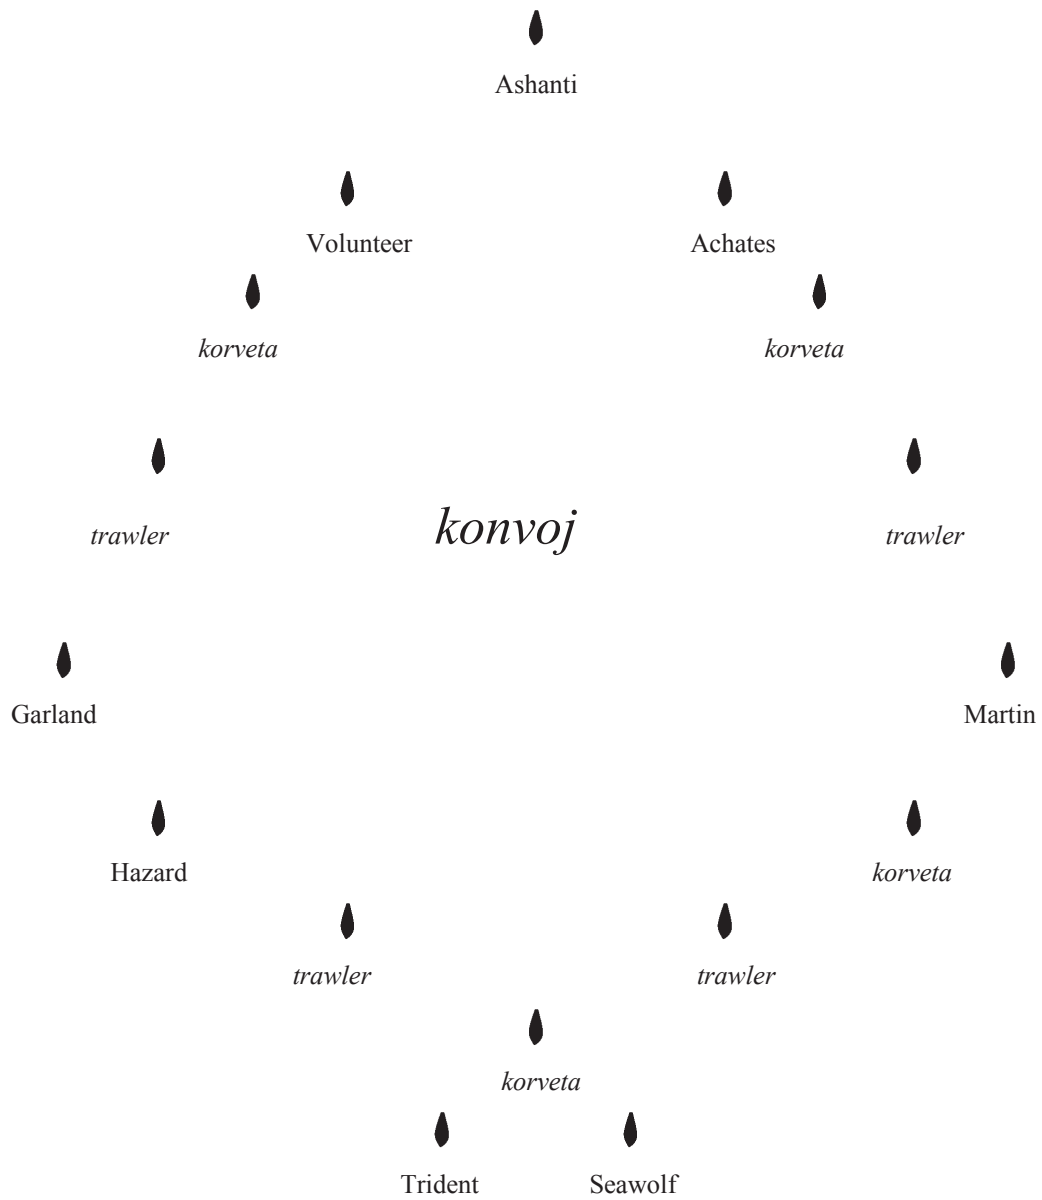 Ashanti
Volunteer
Achates
korveta
korveta
trawler
konvoj
trawler
Garland
Martin
Hazard
korveta
trawler
trawler
korveta
Trident
Seawolf